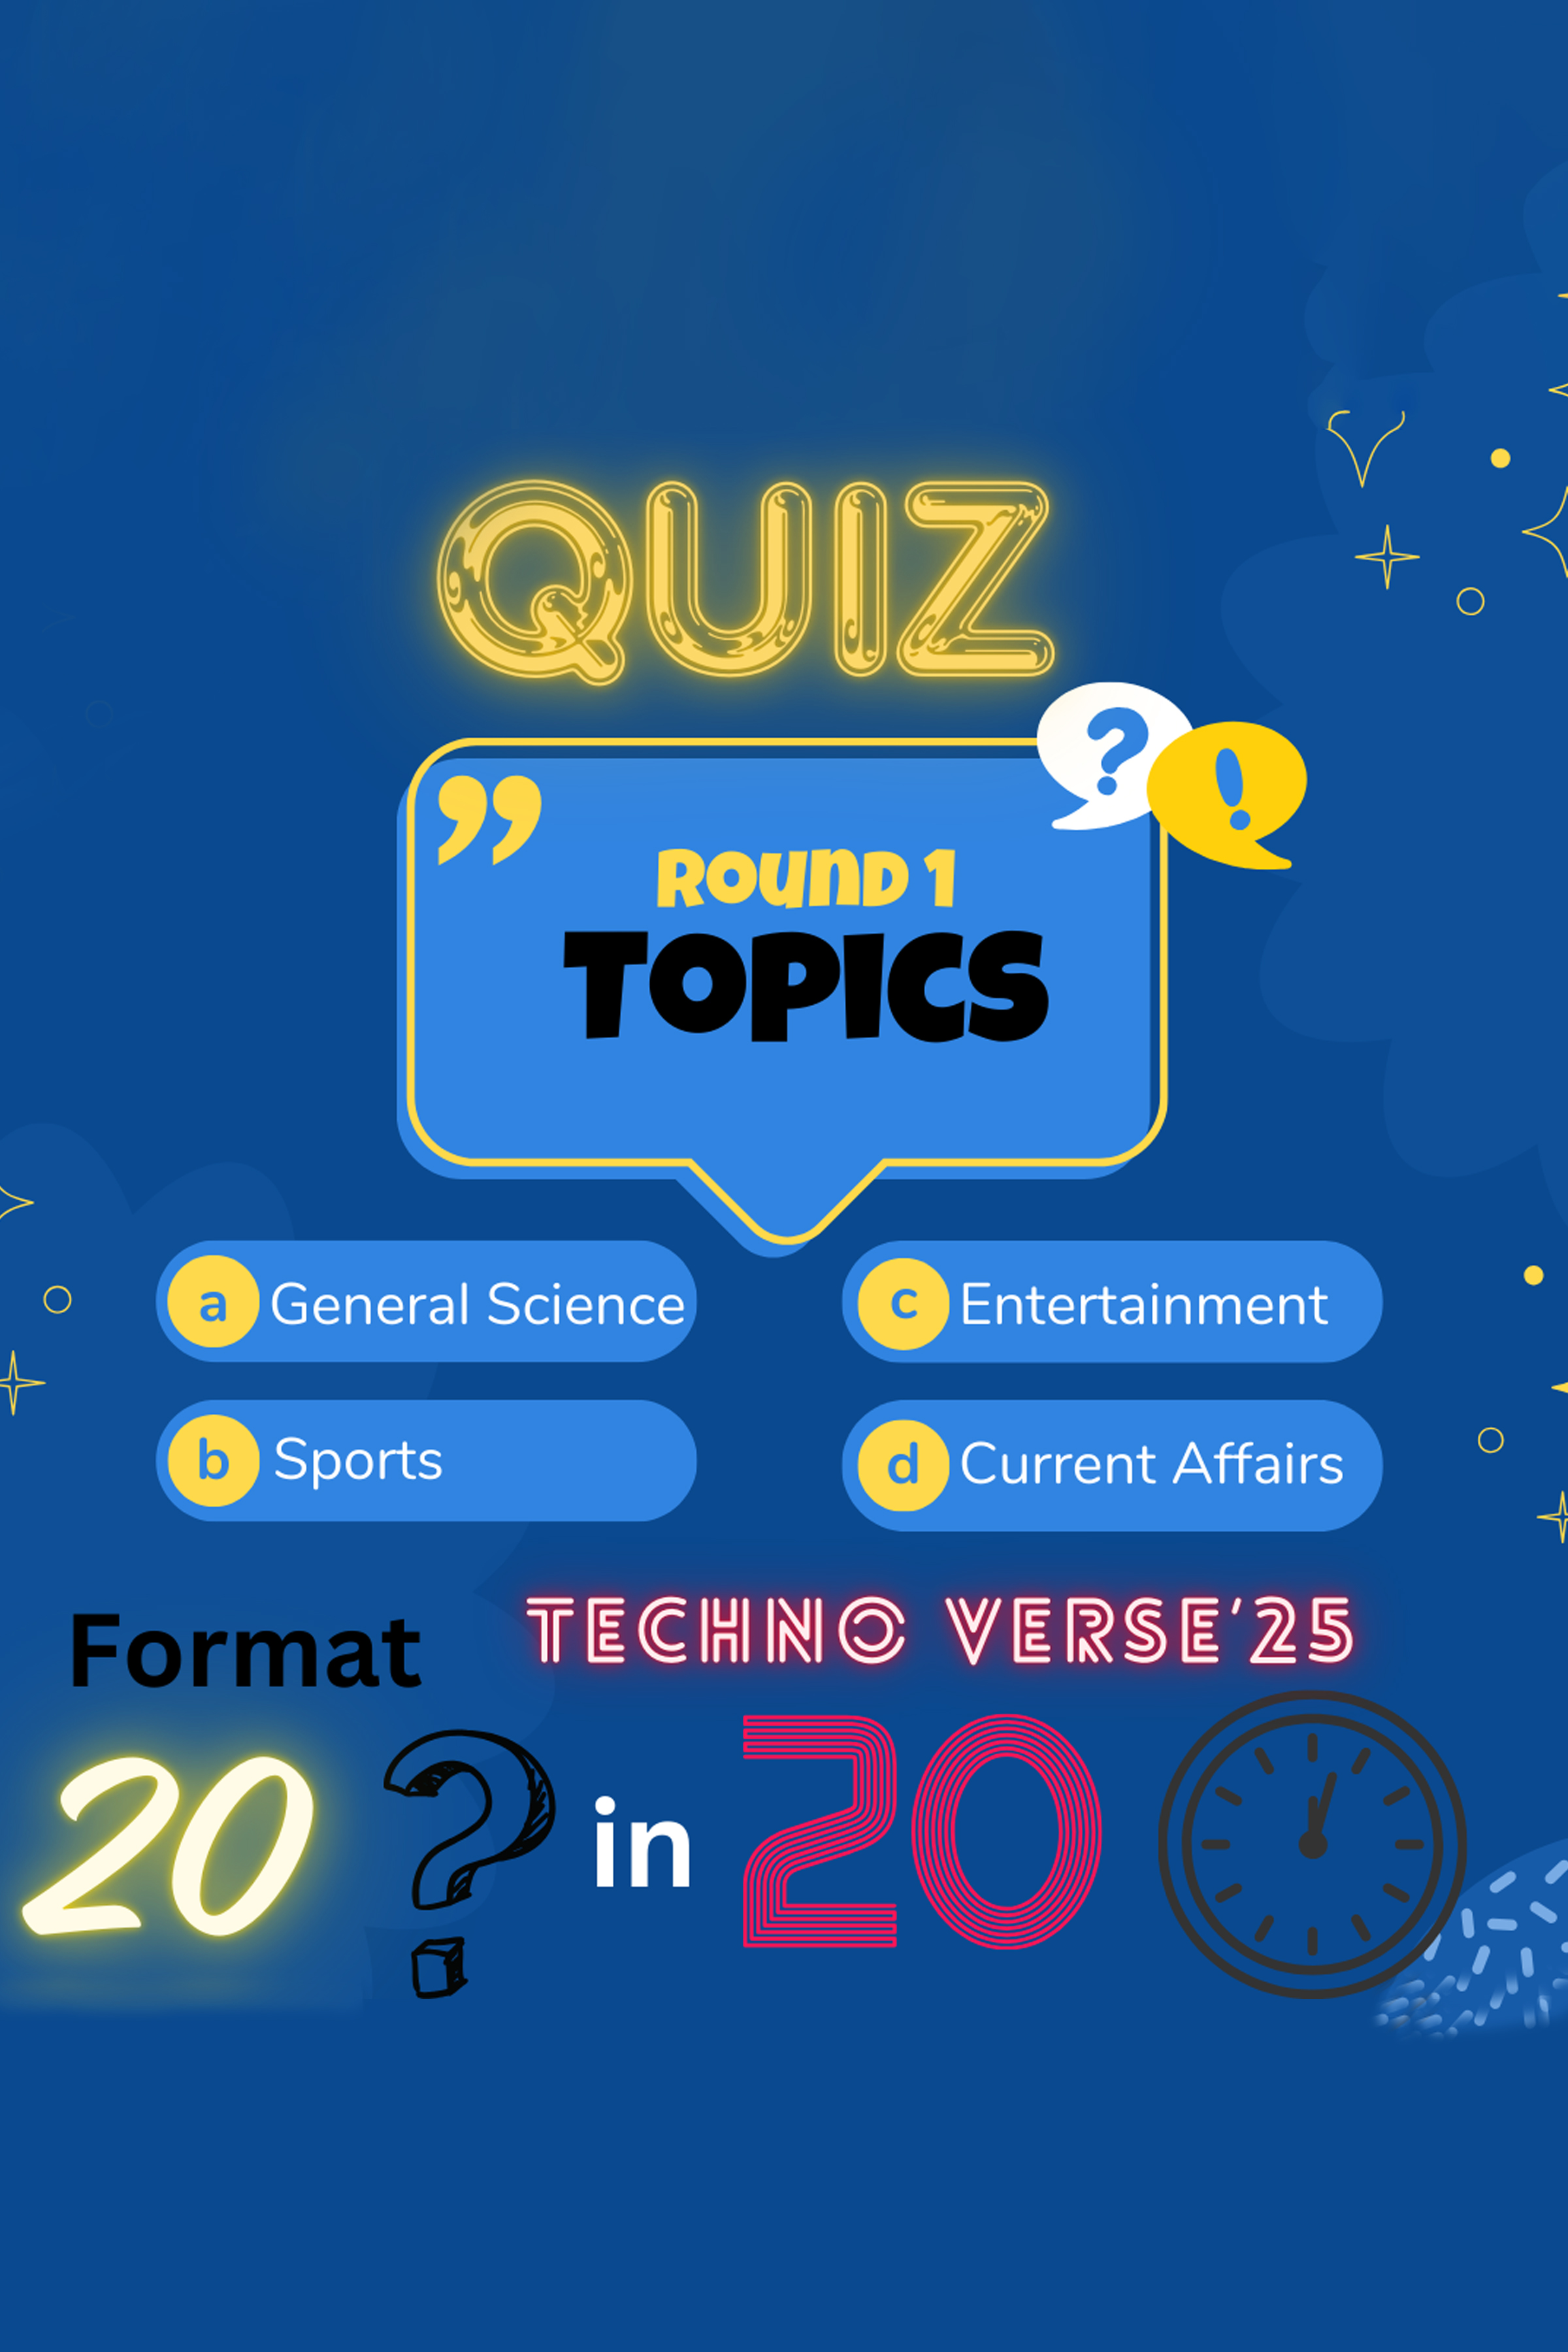 QUIZ
? !
”
Round 1
TOPICS
a General Science
c Entertainment
b Sports
d Current Affairs
TECHNO VERSE'25
Format
20 ? in 20